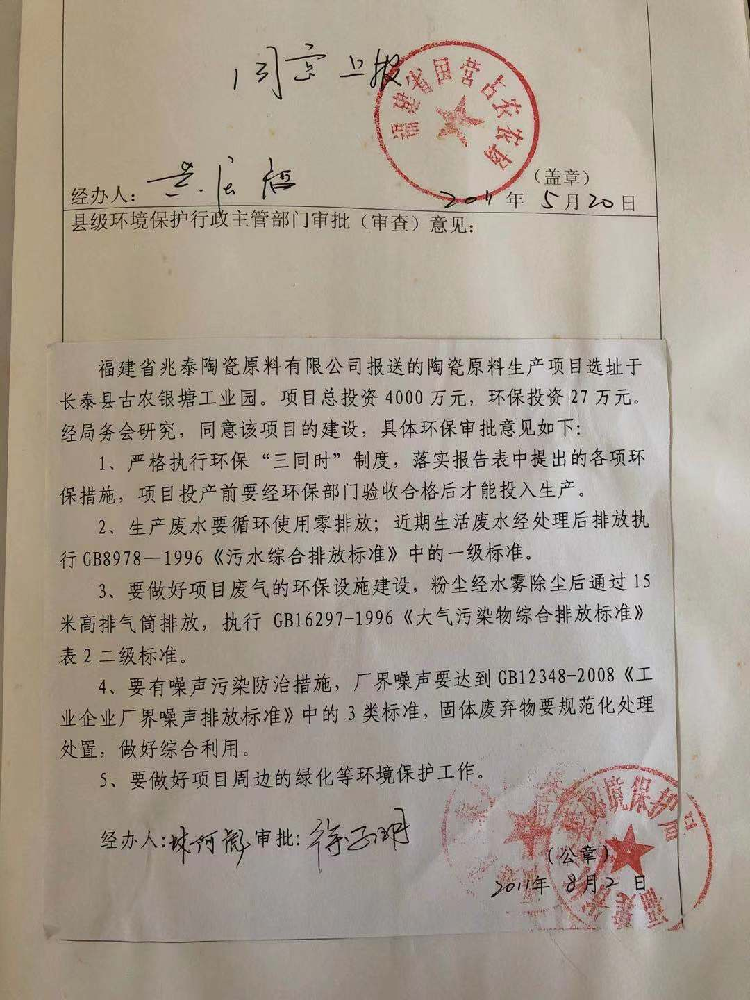 同意上报
福建省国营古农农场
（盖章）
经办人：
2011年 5月20日
县级环境保护行政主管部门审批（审查）意见：
福建省兆泰陶瓷原料有限公司报送的陶瓷原料生产项目选址于
长泰县古农银塘工业园。项目总投资 4000 万元，环保投资 27 万元。
经局务会研究，同意该项目的建设，具体环保审批意见如下：
1、严格执行环保“三同时”制度，落实报告表中提出的各项环
保措施，项目投产前要经环保部门验收合格后才能投入生产。
2、生产废水要循环使用零排放；近期生活废水经处理后排放执
行 GB8978—1996《污水综合排放标准》中的一级标准。
3、要做好项目废气的环保设施建设，粉尘经水雾除尘后通过 15
米高排气筒排放，执行 GB16297-1996《大气污染物综合排放标准》
表 2 二级标准。
4、要有噪声污染防治措施，厂界噪声要达到 GB12348-2008《工
业企业厂界噪声排放标准》中的 3 类标准，固体废弃物要规范化处理
处置，做好综合利用。
5、要做好项目周边的绿化等环境保护工作。
环境保护局
福建省
经办人： 审批：
（公章）
2011年 8月2日